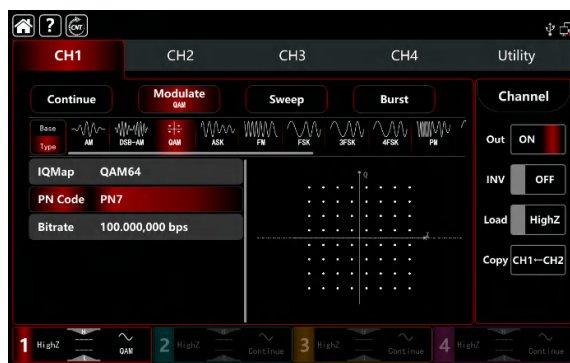 ?
CNT
CH1
CH2
CH3
CH4
Utility
Continue
Modulate
QAM
Sweep
Burst
Channel
Base
Type
AM
DSB-AM
QAM
ASK
FM
FSK
3FSK
4FSK
PM
Out
ON
IQMap
QAM64
INV
OFF
PN Code
PN7
Bitrate
100.000,000 bps
Q
I
Load
HighZ
Copy
CH1←CH2
1
HighZ
QAM
2
HighZ
Continue
3
HighZ
Continue
4
HighZ
Continue